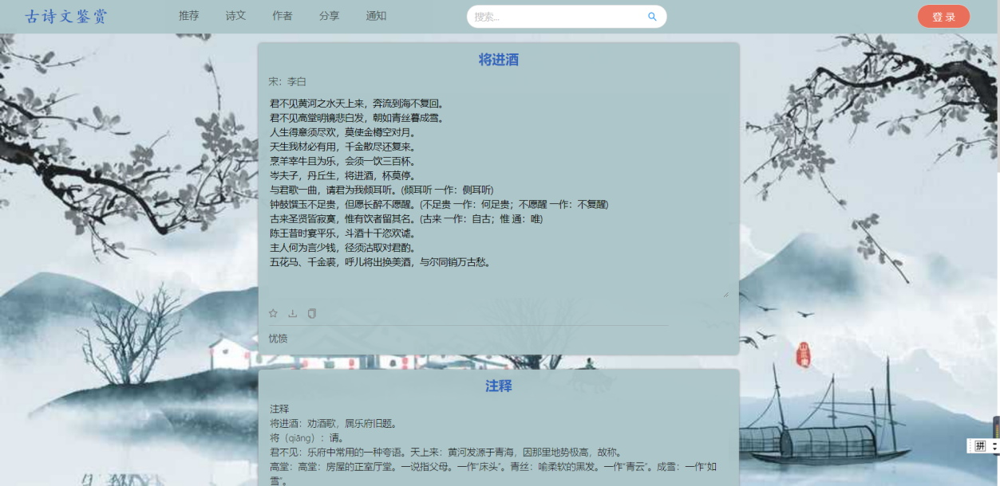 古诗文鉴赏
推荐 诗文 作者 分享 通知
搜索...
登 录
将进酒
宋：李白
君不见黄河之水天上来，奔流到海不复回。
君不见高堂明镜悲白发，朝如青丝暮成雪。
人生得意须尽欢，莫使金樽空对月。
天生我材必有用，千金散尽还复来。
烹羊宰牛且为乐，会须一饮三百杯。
岑夫子，丹丘生，将进酒，杯莫停。
与君歌一曲，请君为我倾耳听。(倾耳听 一作：侧耳听)
钟鼓馔玉不足贵，但愿长醉不愿醒。(不足贵 一作：何足贵；不愿醒 一作：不复醒)
古来圣贤皆寂寞，惟有饮者留其名。(古来 一作：自古；惟 通：唯)
陈王昔时宴平乐，斗酒十千恣欢谑。
主人何为言少钱，径须沽取对君酌。
五花马、千金裘，呼儿将出换美酒，与尔同销万古愁。
忧愤
注释
注释
将进酒：劝酒歌，属乐府旧题。
将（qiāng）：请。
君不见：乐府中常用的一种夸语。天上来：黄河发源于青海，因那里地势极高，故称。
高堂：高堂：房屋的正室厅堂。一说指父母。一作“床头”。青丝：喻柔软的黑发。一作“青云”。成雪：一作“如
雪”。
拼